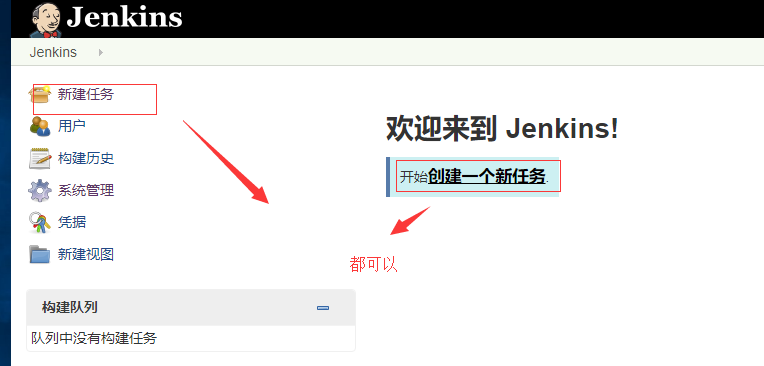 Jenkins
Jenkins
新建任务
用户
构建历史
系统管理
凭据
新建视图
构建队列
队列中没有构建任务
欢迎来到 Jenkins!
开始创建一个新任务.
都可以